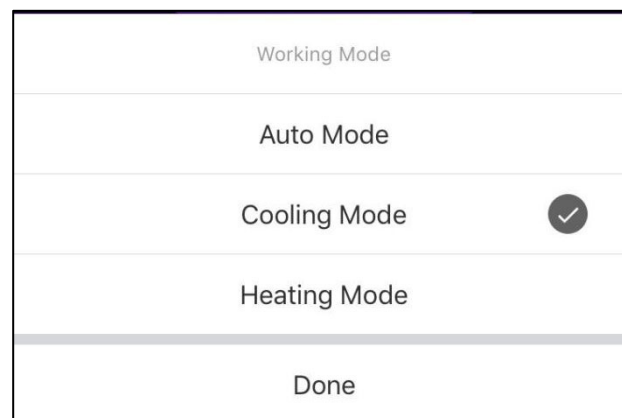 Working Mode
Auto Mode
Cooling Mode
Heating Mode
Done